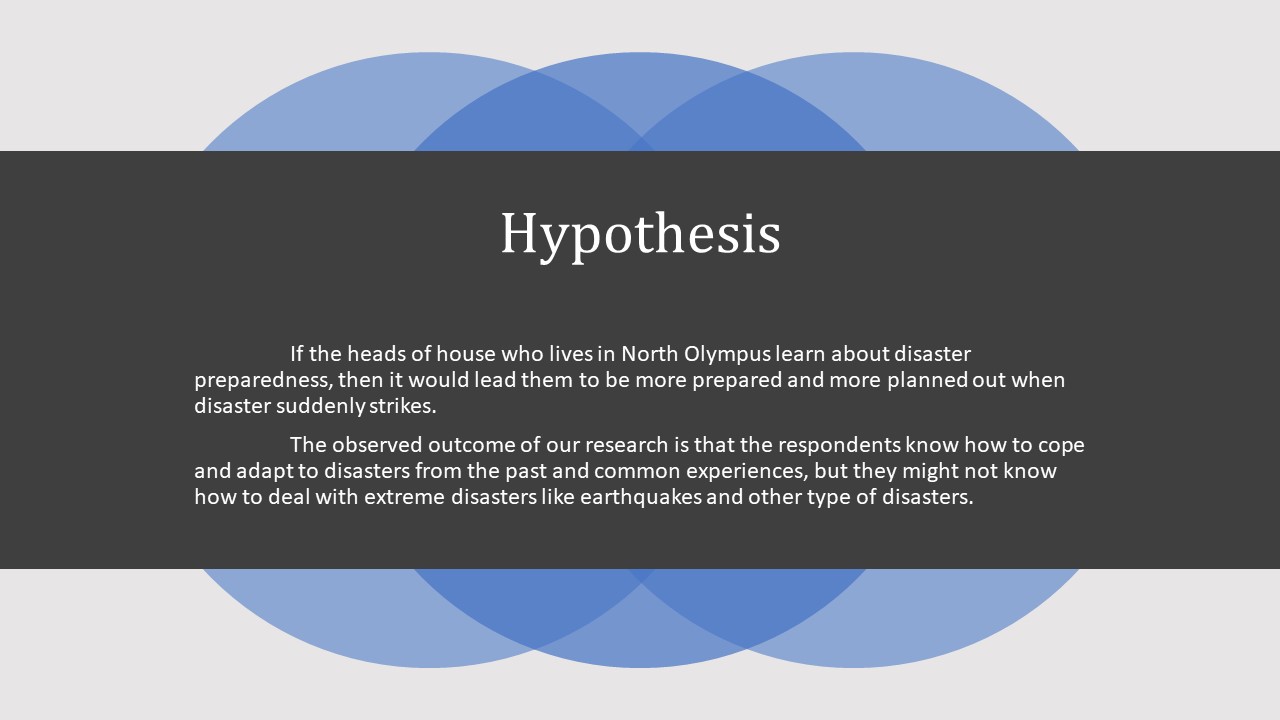 Hypothesis
If the heads of house who lives in North Olympus learn about disaster
preparedness, then it would lead them to be more prepared and more planned out when
disaster suddenly strikes.
The observed outcome of our research is that the respondents know how to cope
and adapt to disasters from the past and common experiences, but they might not know
how to deal with extreme disasters like earthquakes and other type of disasters.